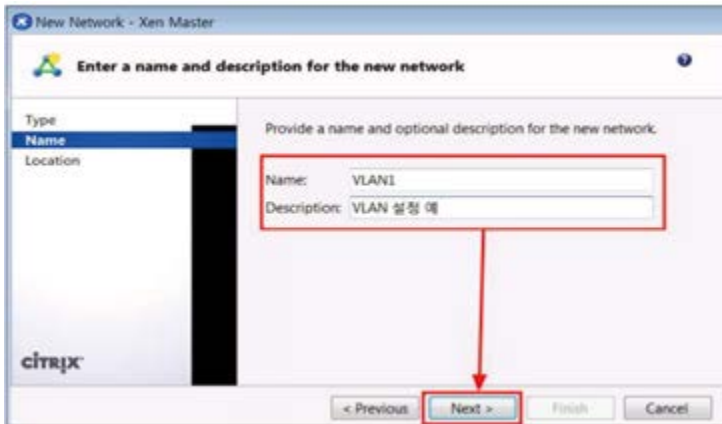 New Network - Xen Master
Enter a name and description for the new network
?
Type
Name
Location
Provide a name and optional description for the new network.
Name: VLAN1
Description: VLAN 설정 예
CITRIX
< Previous
Next >
Finish
Cancel